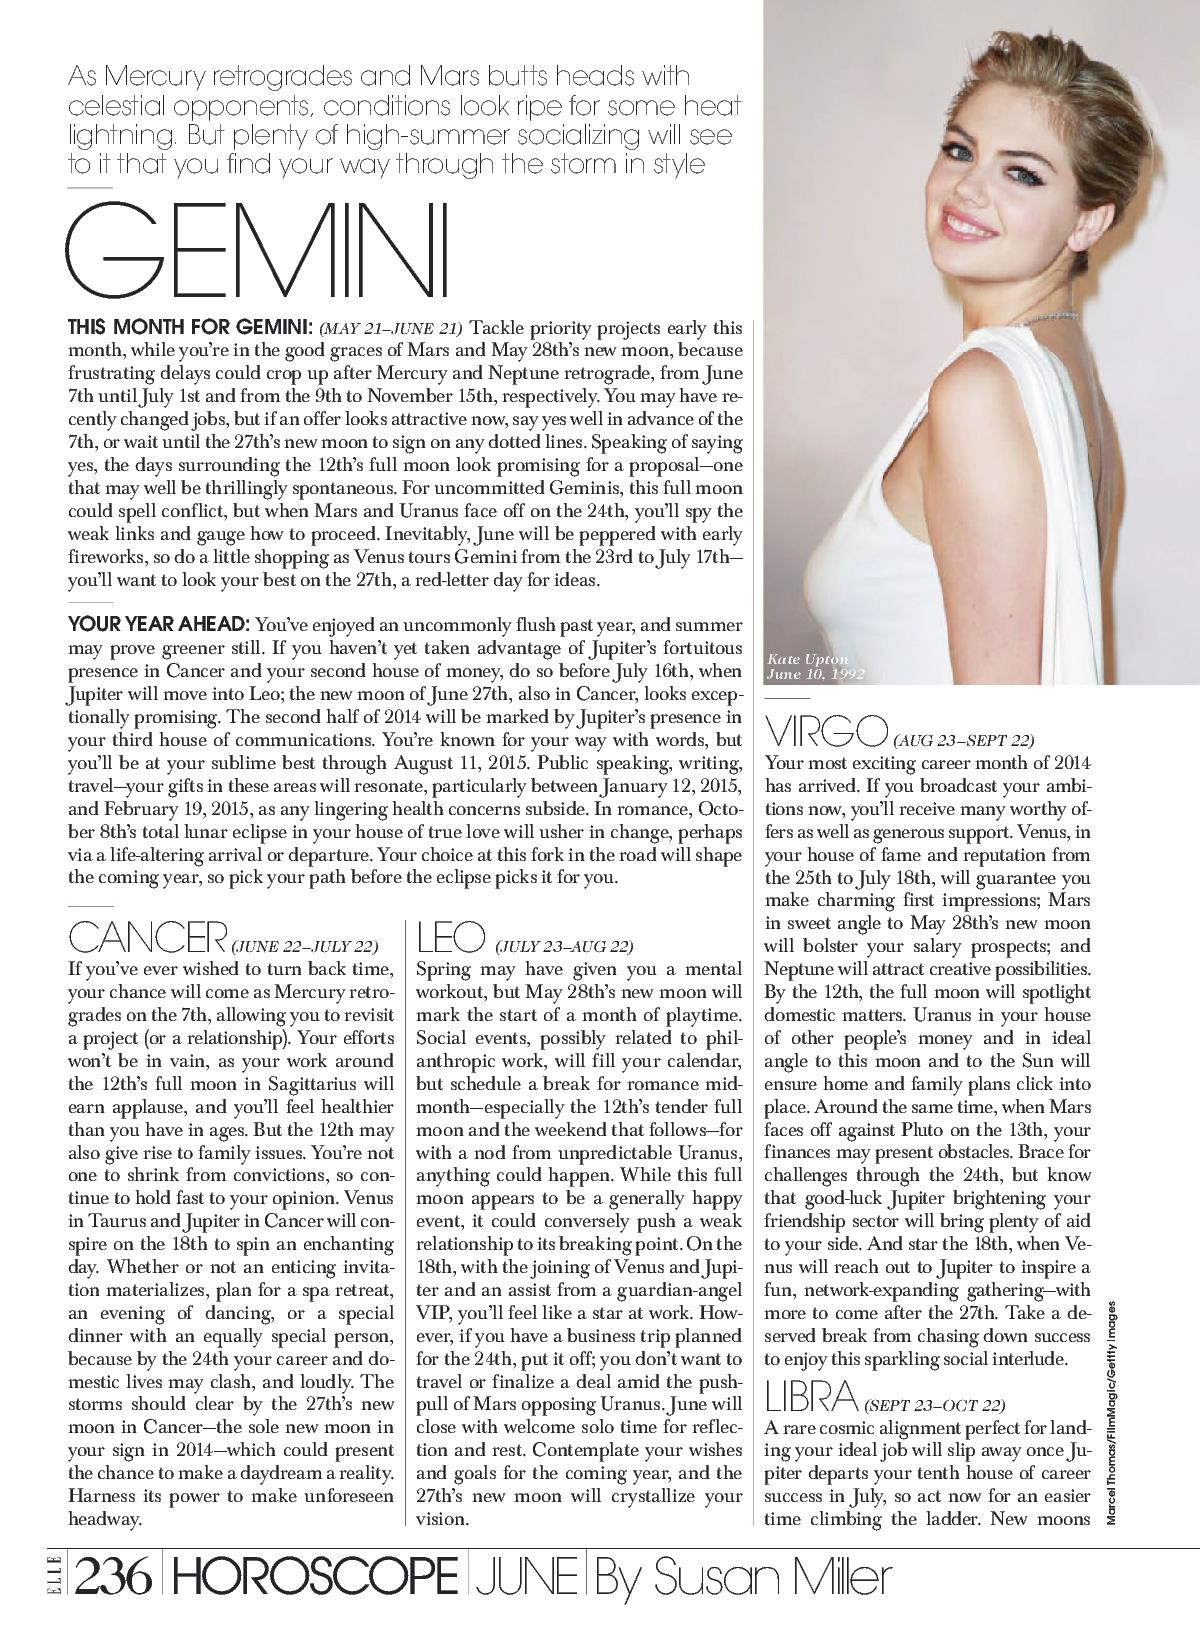 As Mercury retrogrades and Mars butts heads with
celestial opponents, conditions look ripe for some heat
lightning. But plenty of high-summer socializing will see
to it that you find your way through the storm in style
GEMINI
THIS MONTH FOR GEMINI: (MAY 21–JUNE 21) Tackle priority projects early this
month, while you're in the good graces of Mars and May 28th's new moon, because
frustrating delays could crop up after Mercury and Neptune retrograde, from June
7th until July 1st and from the 9th to November 15th, respectively. You may have re-
cently changed jobs, but if an offer looks attractive now, say yes well in advance of the
7th, or wait until the 27th's new moon to sign on any dotted lines. Speaking of saying
yes, the days surrounding the 12th's full moon look promising for a proposal—one
that may well be thrillingly spontaneous. For uncommitted Geminis, this full moon
could spell conflict, but when Mars and Uranus face off on the 24th, you'll spy the
weak links and gauge how to proceed. Inevitably, June will be peppered with early
fireworks, so do a little shopping as Venus tours Gemini from the 23rd to July 17th—
you'll want to look your best on the 27th, a red-letter day for ideas.
YOUR YEAR AHEAD: You've enjoyed an uncommonly flush past year, and summer
may prove greener still. If you haven't yet taken advantage of Jupiter's fortuitous
presence in Cancer and your second house of money, do so before July 16th, when
Jupiter will move into Leo; the new moon of June 27th, also in Cancer, looks excep-
tionally promising. The second half of 2014 will be marked by Jupiter's presence in
your third house of communications. You're known for your way with words, but
you'll be at your sublime best through August 11, 2015. Public speaking, writing,
travel—your gifts in these areas will resonate, particularly between January 12, 2015,
and February 19, 2015, as any lingering health concerns subside. In romance, Octo-
ber 8th's total lunar eclipse in your house of true love will usher in change, perhaps
via a life-altering arrival or departure. Your choice at this fork in the road will shape
the coming year, so pick your path before the eclipse picks it for you.
CANCER (JUNE 22–JULY 22)
If you've ever wished to turn back time,
your chance will come as Mercury retro-
grades on the 7th, allowing you to revisit
a project (or a relationship). Your efforts
won't be in vain, as your work around
the 12th's full moon in Sagittarius will
earn applause, and you'll feel healthier
than you have in ages. But the 12th may
also give rise to family issues. You're not
one to shrink from convictions, so con-
tinue to hold fast to your opinion. Venus
in Taurus and Jupiter in Cancer will con-
spire on the 18th to spin an enchanting
day. Whether or not an enticing invita-
tion materializes, plan for a spa retreat,
an evening of dancing, or a special
dinner with an equally special person,
because by the 24th your career and do-
mestic lives may clash, and loudly. The
storms should clear by the 27th's new
moon in Cancer—the sole new moon in
your sign in 2014—which could present
the chance to make a daydream a reality.
Harness its power to make unforeseen
headway.
LEO (JULY 23–AUG 22)
Spring may have given you a mental
workout, but May 28th's new moon will
mark the start of a month of playtime.
Social events, possibly related to phil-
anthropic work, will fill your calendar,
but schedule a break for romance mid-
month—especially the 12th's tender full
moon and the weekend that follows—for
with a nod from unpredictable Uranus,
anything could happen. While this full
moon appears to be a generally happy
event, it could conversely push a weak
relationship to its breaking point. On the
18th, with the joining of Venus and Jupi-
ter and an assist from a guardian-angel
VIP, you'll feel like a star at work. How-
ever, if you have a business trip planned
for the 24th, put it off; you don't want to
travel or finalize a deal amid the push-
pull of Mars opposing Uranus. June will
close with welcome solo time for reflec-
tion and rest. Contemplate your wishes
and goals for the coming year, and the
27th's new moon will crystallize your
vision.
Kate Upton
June 10, 1992
VIRGO (AUG 23–SEPT 22)
Your most exciting career month of 2014
has arrived. If you broadcast your ambi-
tions now, you'll receive many worthy of-
fers as well as generous support. Venus, in
your house of fame and reputation from
the 25th to July 18th, will guarantee you
make charming first impressions; Mars
in sweet angle to May 28th's new moon
will bolster your salary prospects; and
Neptune will attract creative possibilities.
By the 12th, the full moon will spotlight
domestic matters. Uranus in your house
of other people's money and in ideal
angle to this moon and to the Sun will
ensure home and family plans click into
place. Around the same time, when Mars
faces off against Pluto on the 13th, your
finances may present obstacles. Brace for
challenges through the 24th, but know
that good-luck Jupiter brightening your
friendship sector will bring plenty of aid
to your side. And star the 18th, when Ve-
nus will reach out to Jupiter to inspire a
fun, network-expanding gathering—with
more to come after the 27th. Take a de-
served break from chasing down success
to enjoy this sparkling social interlude.
LIBRA (SEPT 23–OCT 22)
A rare cosmic alignment perfect for land-
ing your ideal job will slip away once Ju-
piter departs your tenth house of career
success in July, so act now for an easier
time climbing the ladder. New moons
Marcel Thomas/FilmMagic/Getty Images
ELLE 236 HOROSCOPE JUNE By Susan Miller